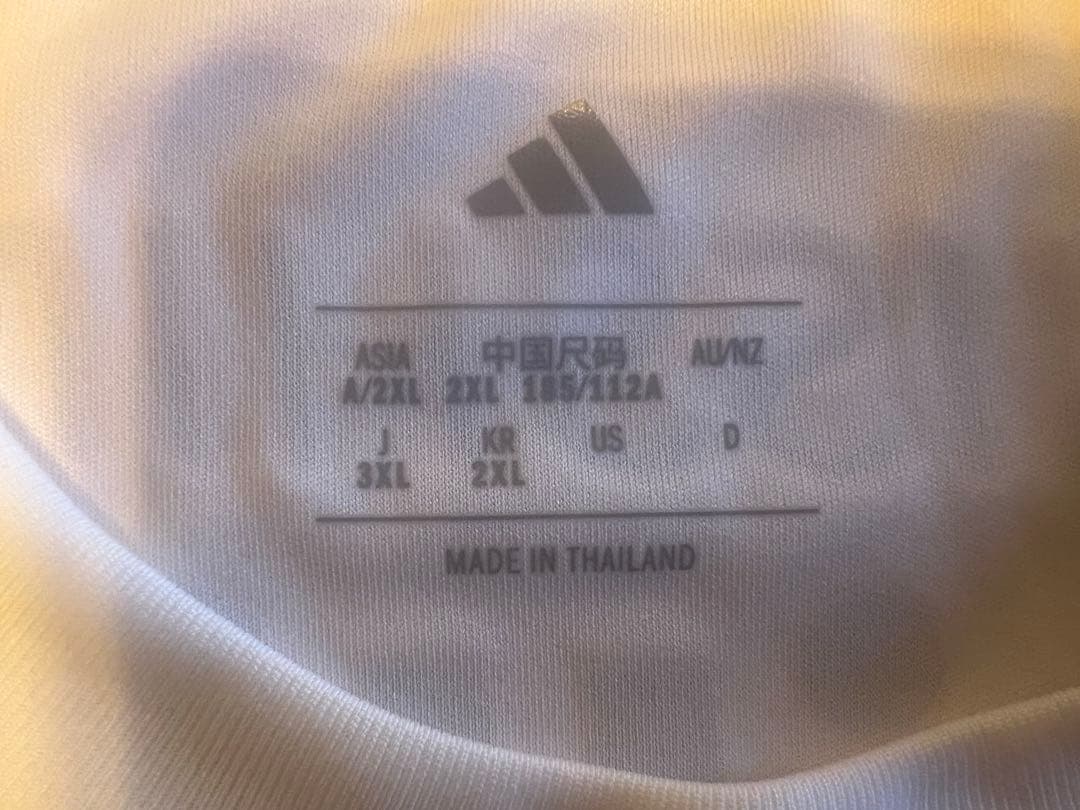 ASIA 中国尺码 AU/NZ
A/2XL 2XL 185/112A
J KR US D
3XL 2XL
MADE IN THAILAND